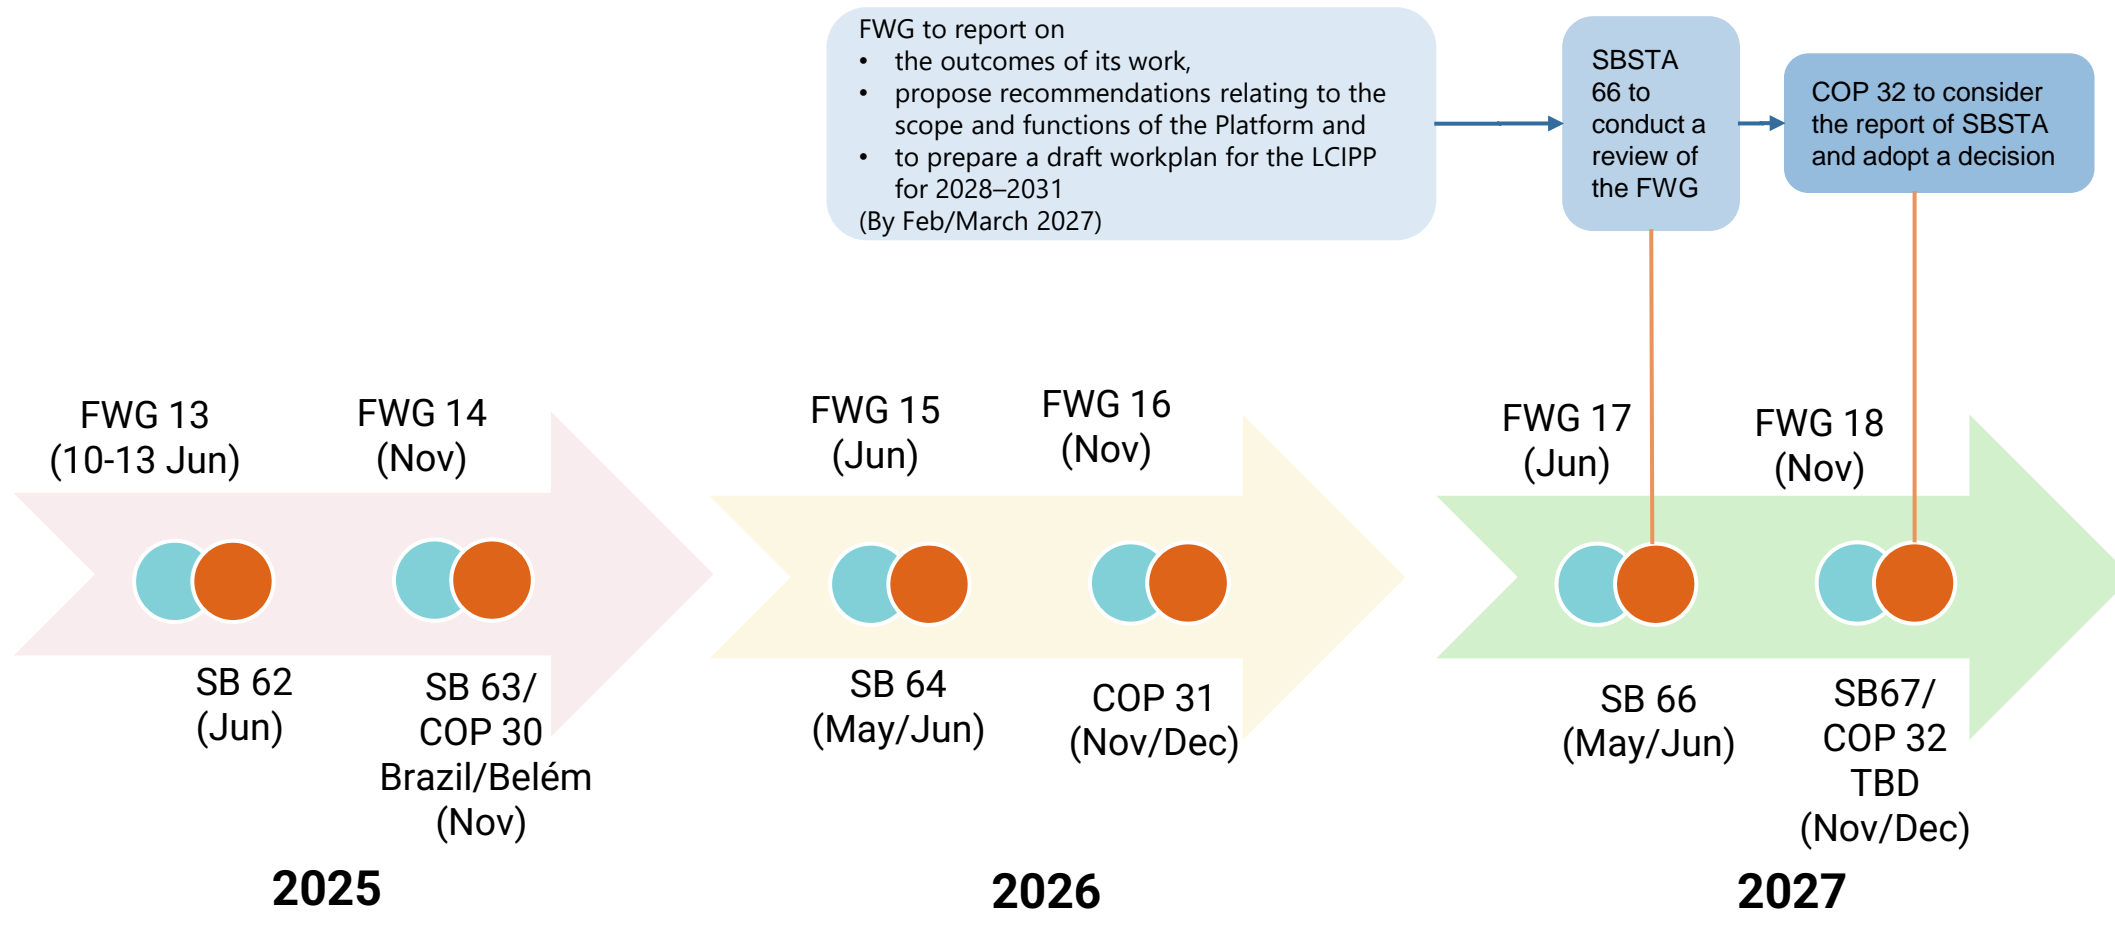 FWG to report on
• the outcomes of its work,
• propose recommendations relating to the
scope and functions of the Platform and
• to prepare a draft workplan for the LCIPP
for 2028–2031
(By Feb/March 2027)
SBSTA
66 to
conduct a
review of
the FWG
COP 32 to consider
the report of SBSTA
and adopt a decision
FWG 13
(10-13 Jun)
FWG 14
(Nov)
FWG 15
(Jun)
FWG 16
(Nov)
FWG 17
(Jun)
FWG 18
(Nov)
SB 62
(Jun)
SB 63/
COP 30
Brazil/Belém
(Nov)
SB 64
(May/Jun)
COP 31
(Nov/Dec)
SB 66
(May/Jun)
SB67/
COP 32
TBD
(Nov/Dec)
2025
2026
2027